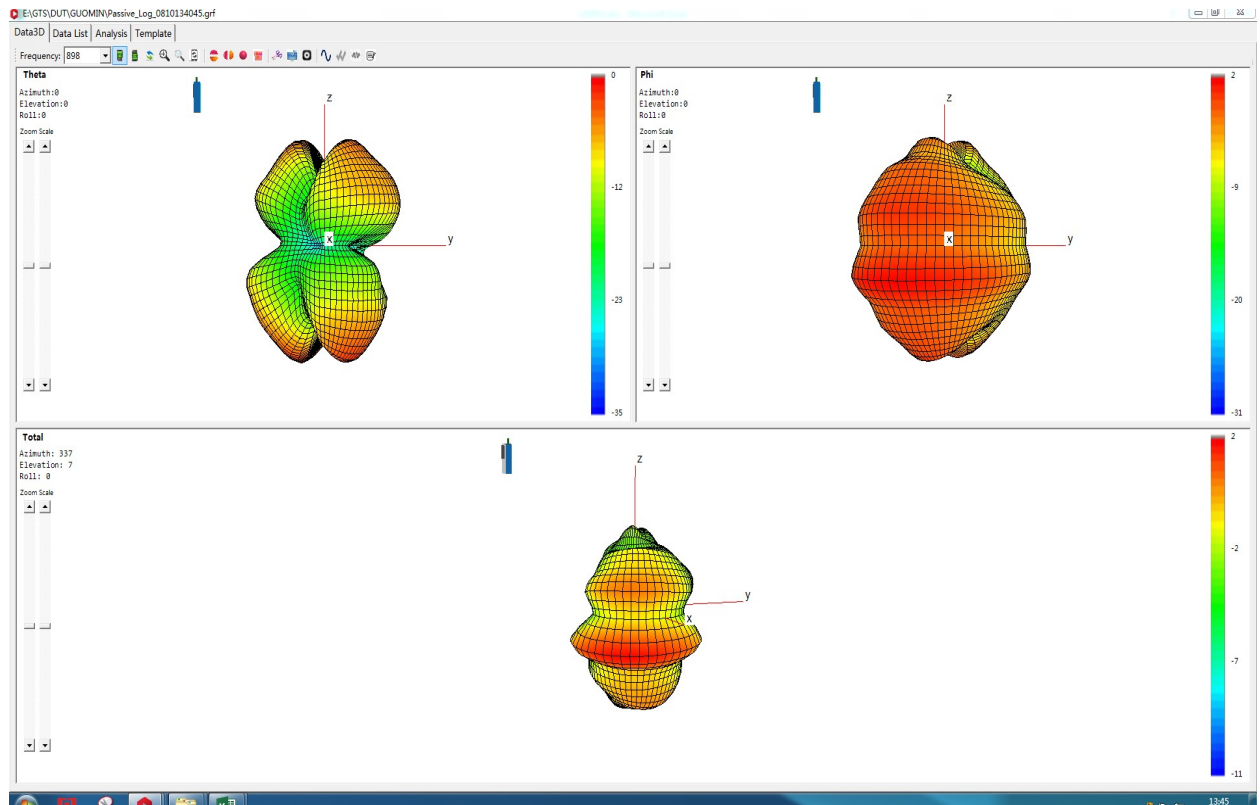 E:\GTS\DUT\GUOMIN\Passive_Log_0810134045.grf
Data3D Data List Analysis Template
Frequency: 898
Theta
Azimuth:0
Elevation:0
Roll:0
Zoom Scale
z
x
y
0
-12
-23
-35
Phi
Azimuth:0
Elevation:0
Roll:0
Zoom Scale
z
x
y
2
-9
-20
-31
Total
Azimuth: 337
Elevation: 7
Roll: 0
Zoom Scale
z
y
x
2
-2
-7
-11
13:45